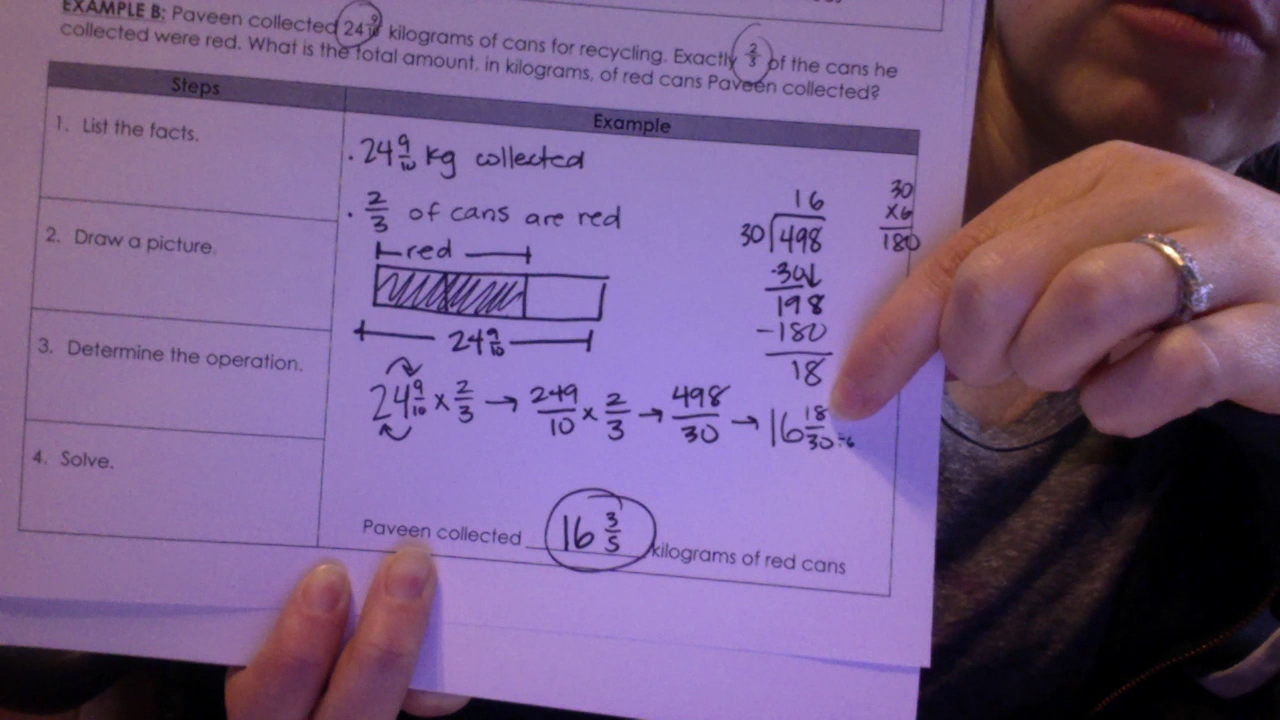 EXAMPLE B: Paveen collected 24 9/10 kilograms of cans for recycling. Exactly 2/3 of the cans he
collected were red. What is the total amount, in kilograms, of red cans Paveen collected?
Steps
Example
1. List the facts.
. 24 9/10 kg collected
. 2/3 of cans are red
2. Draw a picture.
red
24 9/10
3. Determine the operation.
24 9/10 × 2/3 → 249/10 × 2/3 → 498/30 → 16 18/30 ÷6
16
30 498
-30↓
198
-180
18
30
x6
180
4. Solve.
Paveen collected 16 3/5 kilograms of red cans